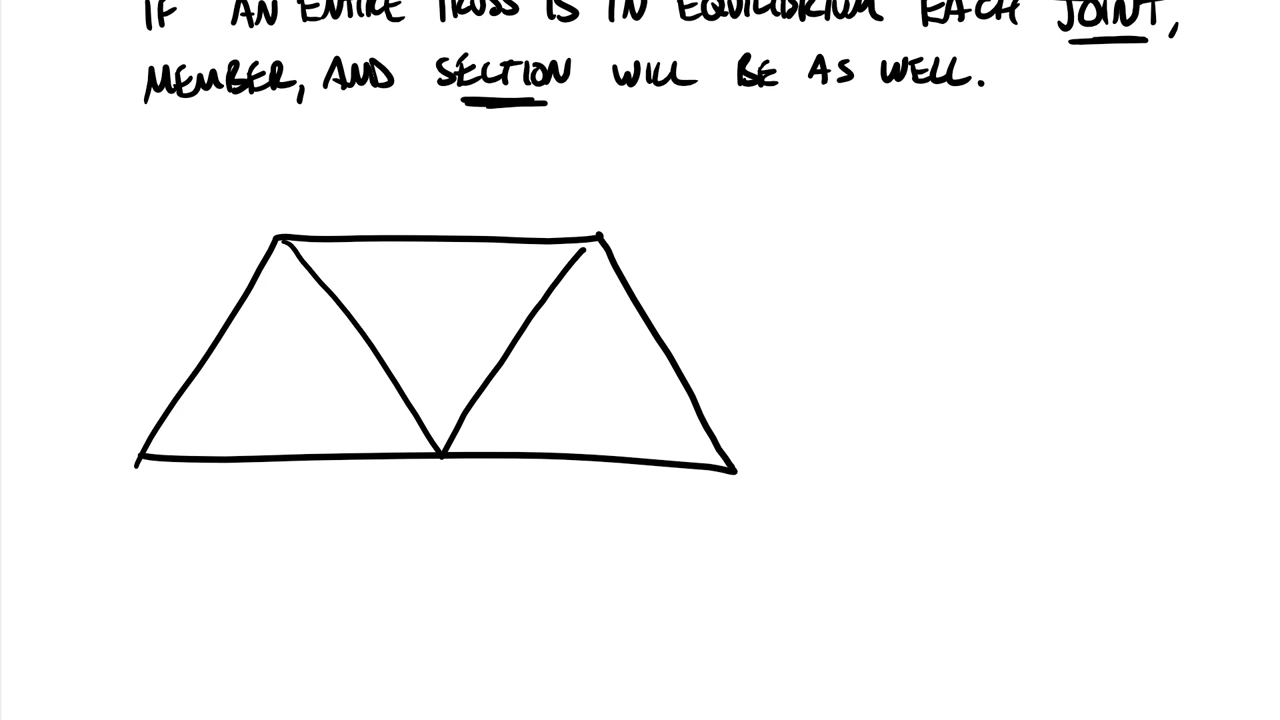 IF AN ENTIRE TRUSS IS IN EQUILIBRIUM EACH JOINT,
MEMBER, AND SECTION WILL BE AS WELL.